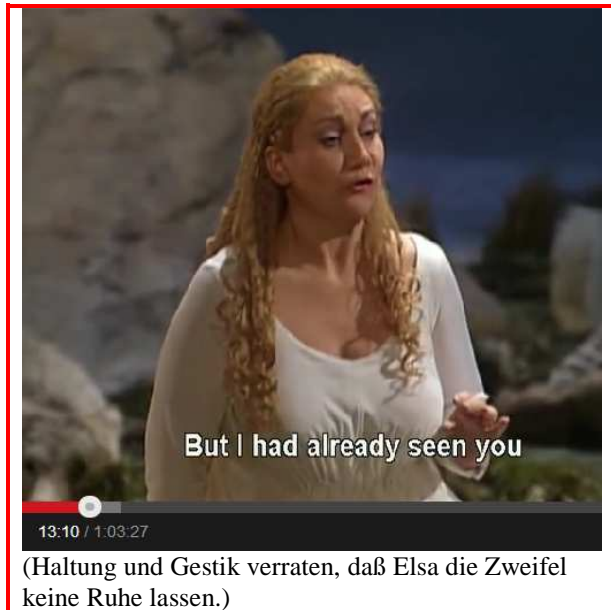 But I had already seen you
13:10 / 1:03:27
(Haltung und Gestik verraten, daß Elsa die Zweifel
keine Ruhe lassen.)